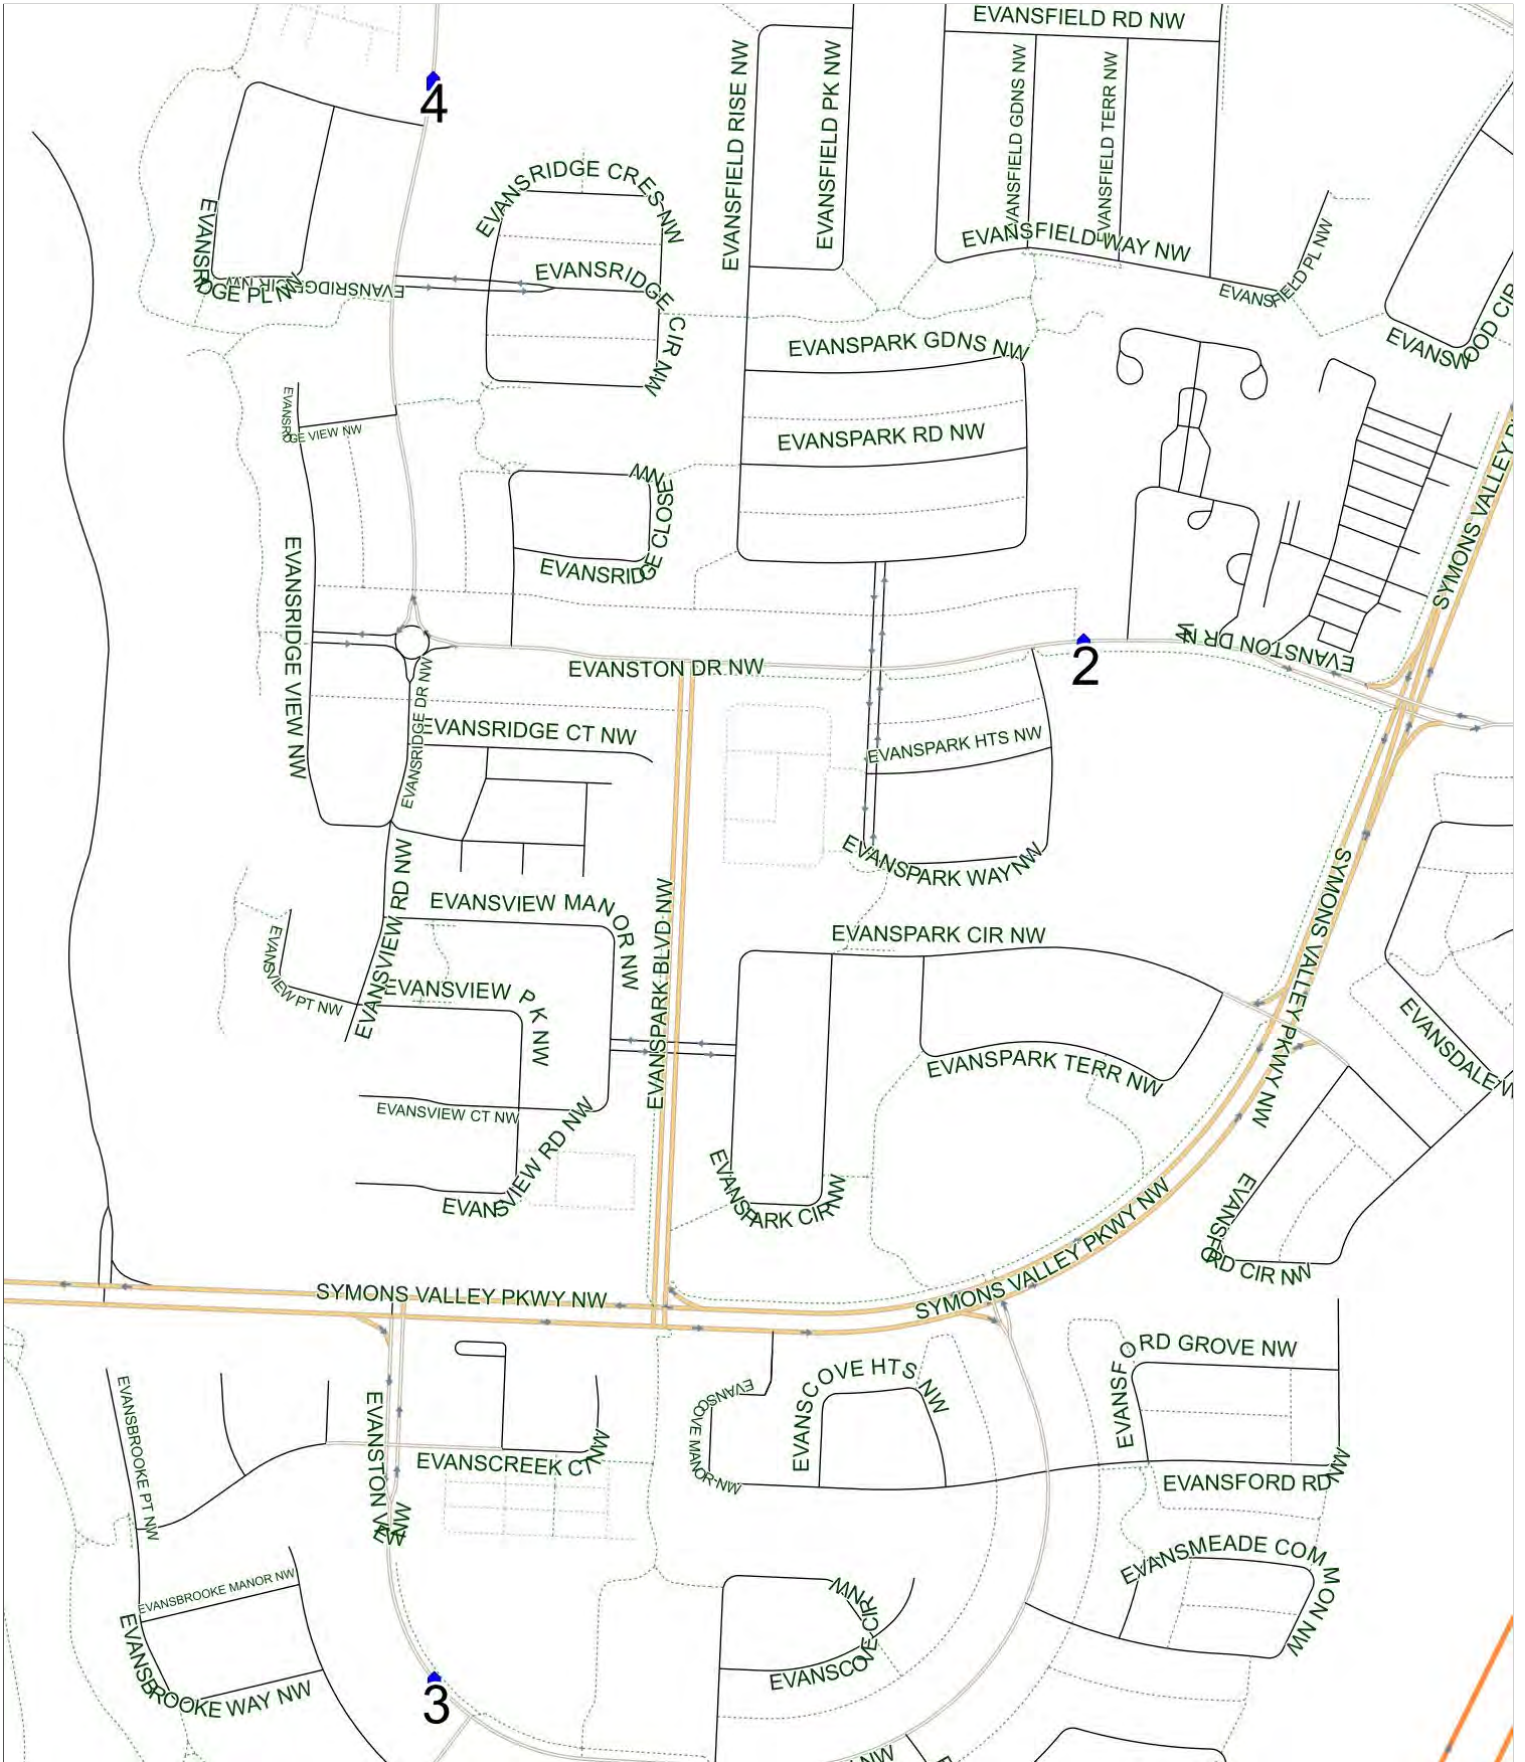 EVANSFIELD RD NW
EVANSFIELD RISE NW
EVANSFIELD PK NW
EVANSFIELD GDNS NW
EVANSFIELD TERR NW
4
EVANSRIDGE CRES NW
EVANSRIDGE PL NW
EVANSRIDGE CIR NW
EVANSRIDGE CIR NW
EVANSFIELD WAY NW
EVANSFIELD PL NW
EVANSWOOD CIR
EVANSPARK GDNS NW
EVANSRIDGE VIEW NW
EVANSPARK RD NW
EVANSRIDGE CLOSE NW
SYMONS VALLEY P
EVANSRIDGE VIEW NW
EVANSTON DR NW
2
EVANSTON DR NW
EVANSRIDGE DR NW
EVANSRIDGE CT NW
EVANSPARK HTS NW
EVANSPARK WAY NW
EVANSVIEW RD NW
EVANSVIEW MANOR NW
EVANSPARK BLVD NW
EVANSPARK CIR NW
SYMONS VALLEY PKWY NW
EVANSVIEW PT NW
EVANSVIEW PK NW
EVANSPARK TERR NW
EVANSDALE W
EVANSVIEW CT NW
EVANSVIEW RD NW
EVANSPARK CIR NW
EVANSFORD CIR NW
SYMONS VALLEY PKWY NW
SYMONS VALLEY PKWY NW
EVANSBROOKE PT NW
EVANSTON VIEW NW
EVANSCREEK CT NW
EVANSCOVE MANOR NW
EVANSCOVE HTS NW
EVANSFORD GROVE NW
EVANSFORD RD NW
EVANSMEADE COMMON NW
EVANSBROOKE MANOR NW
EVANSBROOKE WAY NW
EVANSCOVE CIR NW
3
NW